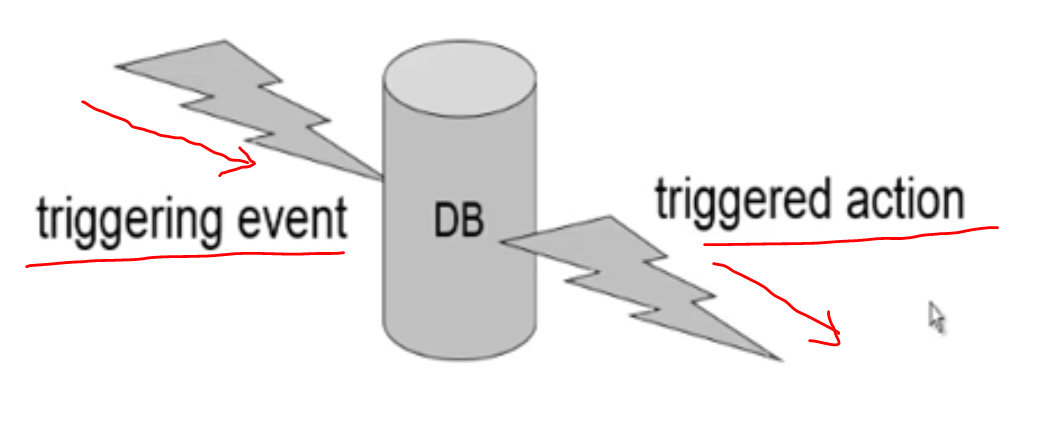 triggering event
DB
triggered action